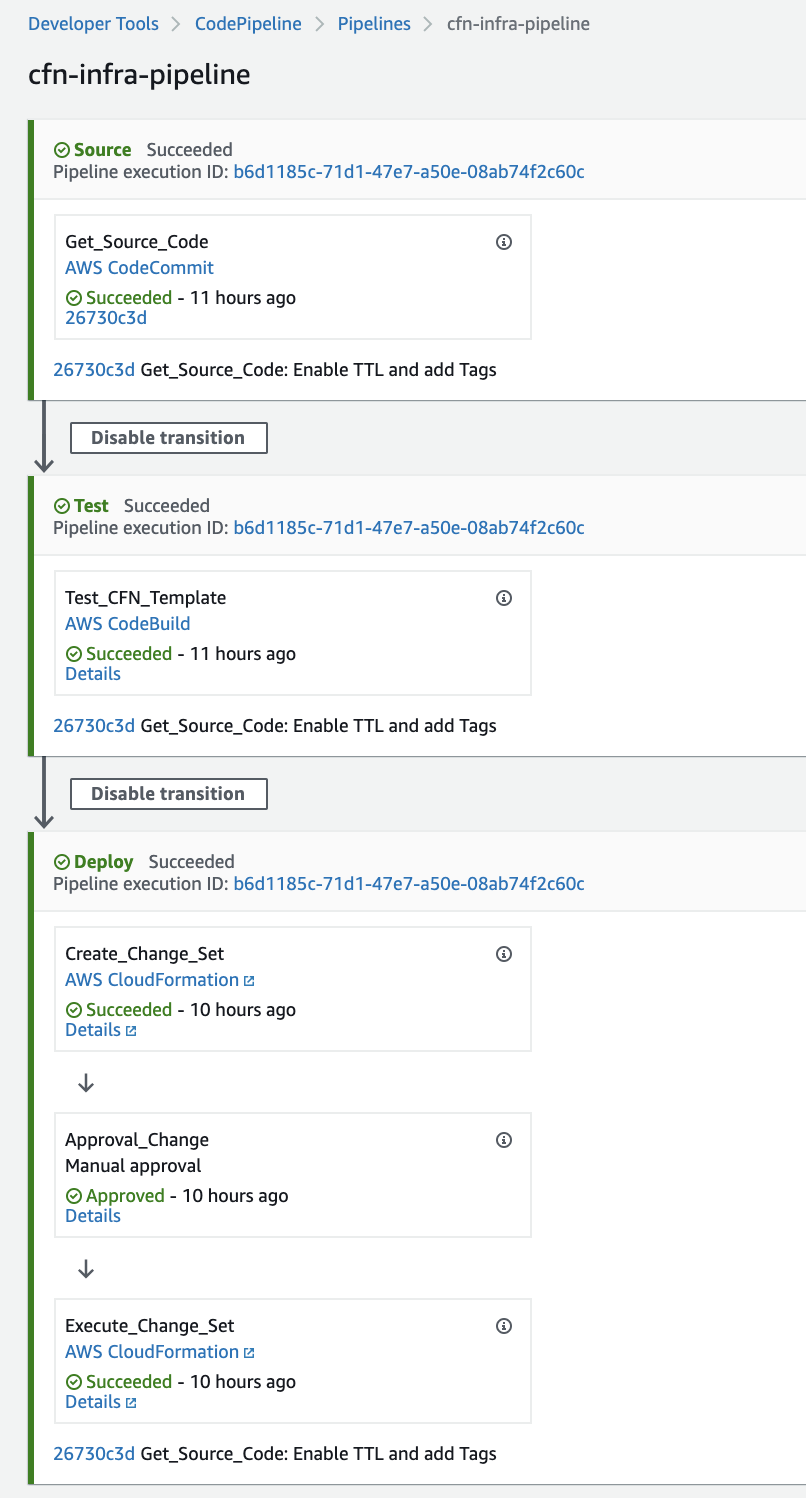 Developer Tools > CodePipeline > Pipelines > cfn-infra-pipeline
cfn-infra-pipeline
Source Succeeded
Pipeline execution ID: b6d1185c-71d1-47e7-a50e-08ab74f2c60c
Get_Source_Code
AWS CodeCommit
Succeeded - 11 hours ago
26730c3d
26730c3d Get_Source_Code: Enable TTL and add Tags
Disable transition
Test Succeeded
Pipeline execution ID: b6d1185c-71d1-47e7-a50e-08ab74f2c60c
Test_CFN_Template
AWS CodeBuild
Succeeded - 11 hours ago
Details
26730c3d Get_Source_Code: Enable TTL and add Tags
Disable transition
Deploy Succeeded
Pipeline execution ID: b6d1185c-71d1-47e7-a50e-08ab74f2c60c
Create_Change_Set
AWS CloudFormation
Succeeded - 10 hours ago
Details
Approval_Change
Manual approval
Approved - 10 hours ago
Details
Execute_Change_Set
AWS CloudFormation
Succeeded - 10 hours ago
Details
26730c3d Get_Source_Code: Enable TTL and add Tags